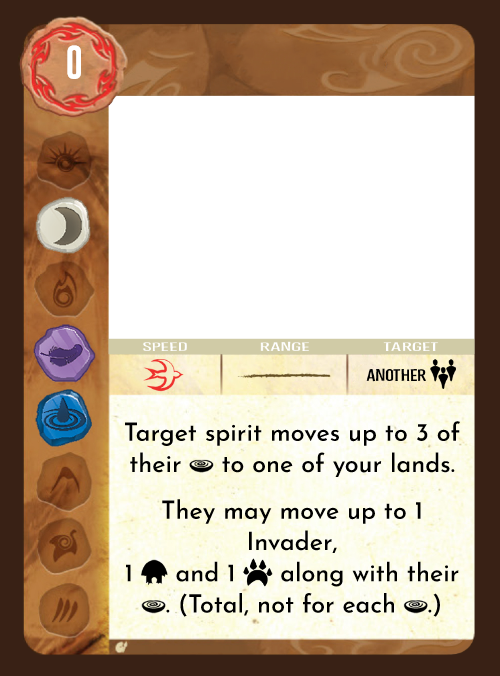 0
SPEED RANGE TARGET
ANOTHER
Target spirit moves up to 3 of
their to one of your lands.
They may move up to 1
Invader,
1 and 1 along with their
. (Total, not for each .)